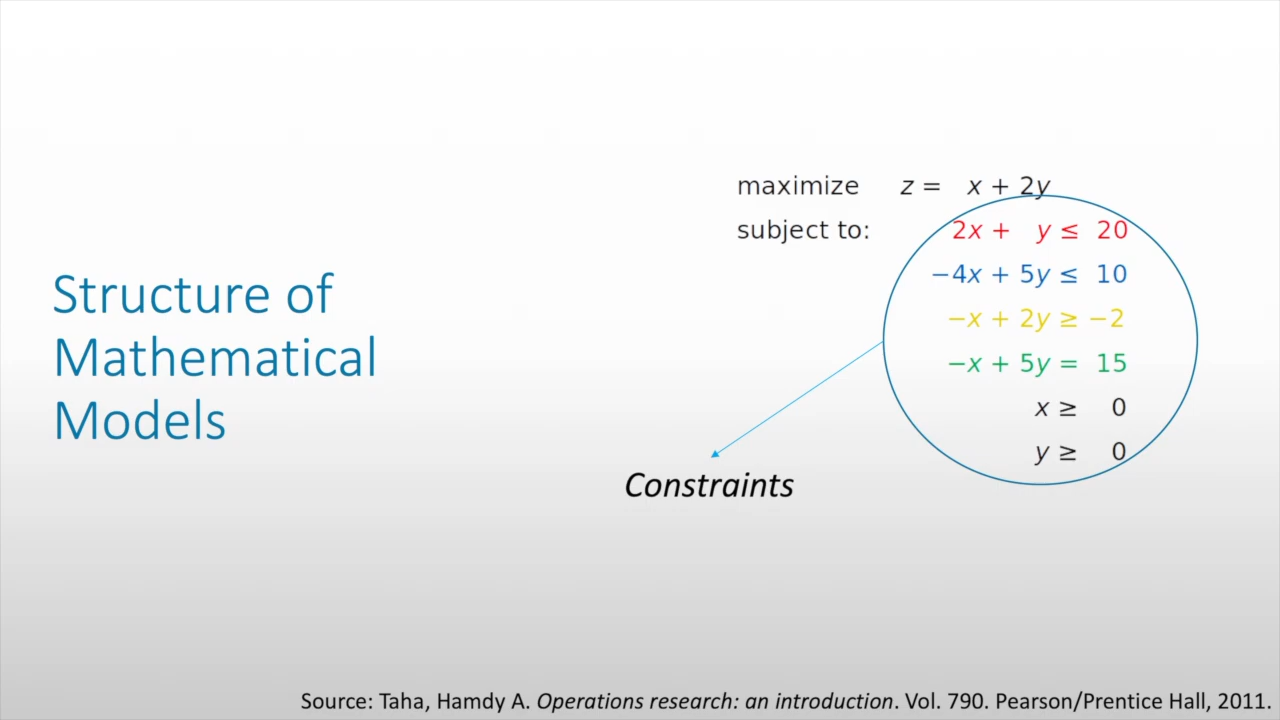 Structure of
Mathematical
Models
maximize z = x + 2y
subject to: 2x + y ≤ 20
−4x + 5y ≤ 10
−x + 2y ≥ −2
−x + 5y = 15
x ≥ 0
y ≥ 0
Constraints
Source: Taha, Hamdy A. Operations research: an introduction. Vol. 790. Pearson/Prentice Hall, 2011.